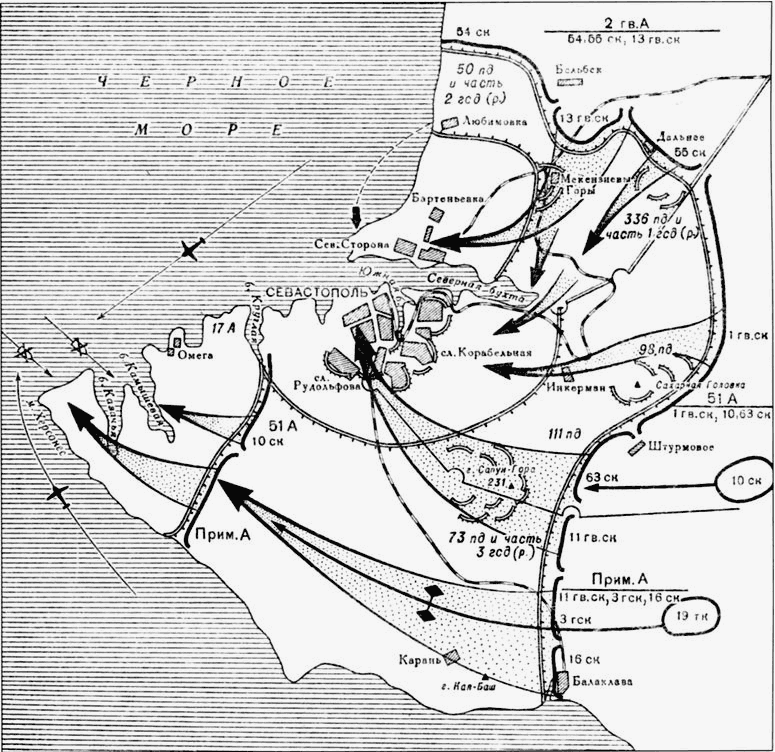 54 ск
2 гв.А
54,55 ск, 13 гв.ск
ЧЕРНОЕ
МОРЕ
50 пд
и часть
2 гсд (р.)
Бельбек
Любимовка
13 гв.ск
Дальнее
55 ск
Мекензиевы
Горы
336 пд и
часть 1 гсд (р.)
Бартеньевка
Сев. Сторона
Южная б.
Северная бухта
СЕВАСТОПОЛЬ
б. Круглая
17 А
Омега
сл. Корабельная
сл.
Рудольфова
1 гв.ск
98 пд
Инкерман
Сахарная Головка
51 А
1 гв.ск, 10,63 ск
б. Камышевая
б. Казачья
м. Херсонес
51 А
10 ск
111 пд
Штурмовое
г. Сапун-Гора
231
63 ск
10 ск
Прим. А
73 пд и часть
3 гсд (р.)
11 гв.ск
Прим. А
11 гв.ск, 3 гск, 16 ск
19 тк
3 гск
Карань
16 ск
г. Кая-Баш
Балаклава